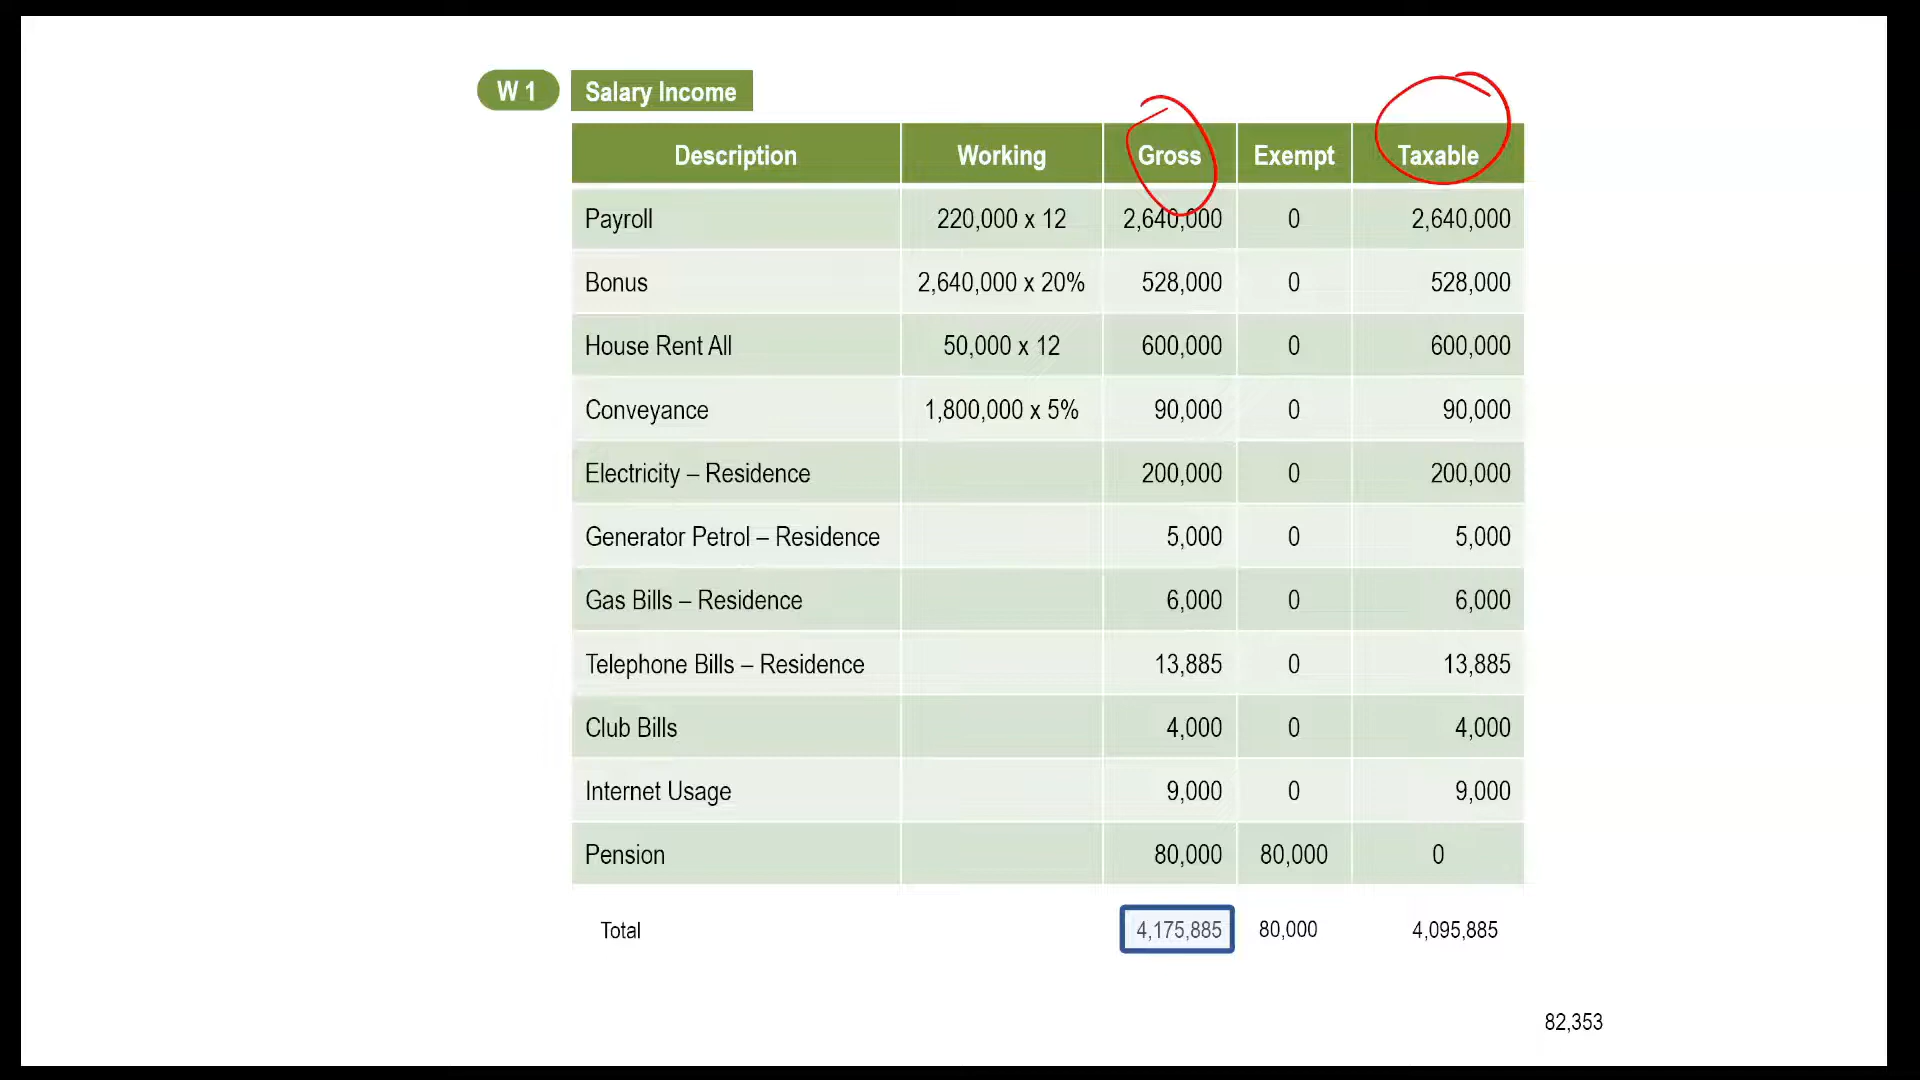 W 1 Salary Income
Description Working Gross Exempt Taxable
Payroll 220,000 x 12 2,640,000 0 2,640,000
Bonus 2,640,000 x 20% 528,000 0 528,000
House Rent All 50,000 x 12 600,000 0 600,000
Conveyance 1,800,000 x 5% 90,000 0 90,000
Electricity – Residence 200,000 0 200,000
Generator Petrol – Residence 5,000 0 5,000
Gas Bills – Residence 6,000 0 6,000
Telephone Bills – Residence 13,885 0 13,885
Club Bills 4,000 0 4,000
Internet Usage 9,000 0 9,000
Pension 80,000 80,000 0
Total 4,175,885 80,000 4,095,885
82,353